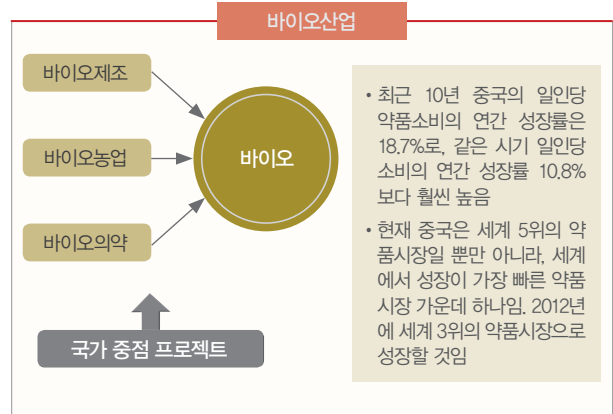 바이오산업
바이오제조
바이오농업
바이오의약
바이오
국가 중점 프로젝트
• 최근 10년 중국의 일인당
약품소비의 연간 성장률은
18.7%로, 같은 시기 일인당
소비의 연간 성장률 10.8%
보다 훨씬 높음
• 현재 중국은 세계 5위의 약
품시장일 뿐만 아니라, 세계
에서 성장이 가장 빠른 약품
시장 가운데 하나임. 2012년
에 세계 3위의 약품시장으로
성장할 것임